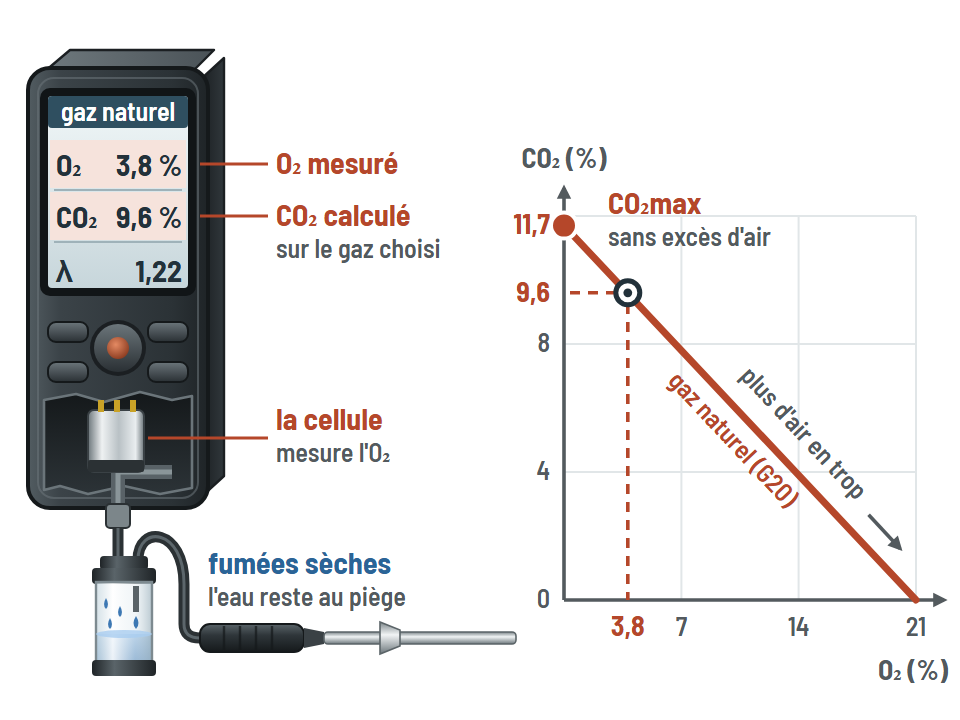 gaz naturel
O₂ 3,8 %
CO₂ 9,6 %
λ 1,22
O₂ mesuré
CO₂ calculé
sur le gaz choisi
la cellule
mesure l'O₂
fumées sèches
l'eau reste au piège
CO₂ (%)
CO₂max
sans excès d'air
11,7
9,6
8
4
0
plus d'air en trop
gaz naturel (G20)
3,8
7
14
21
O₂ (%)